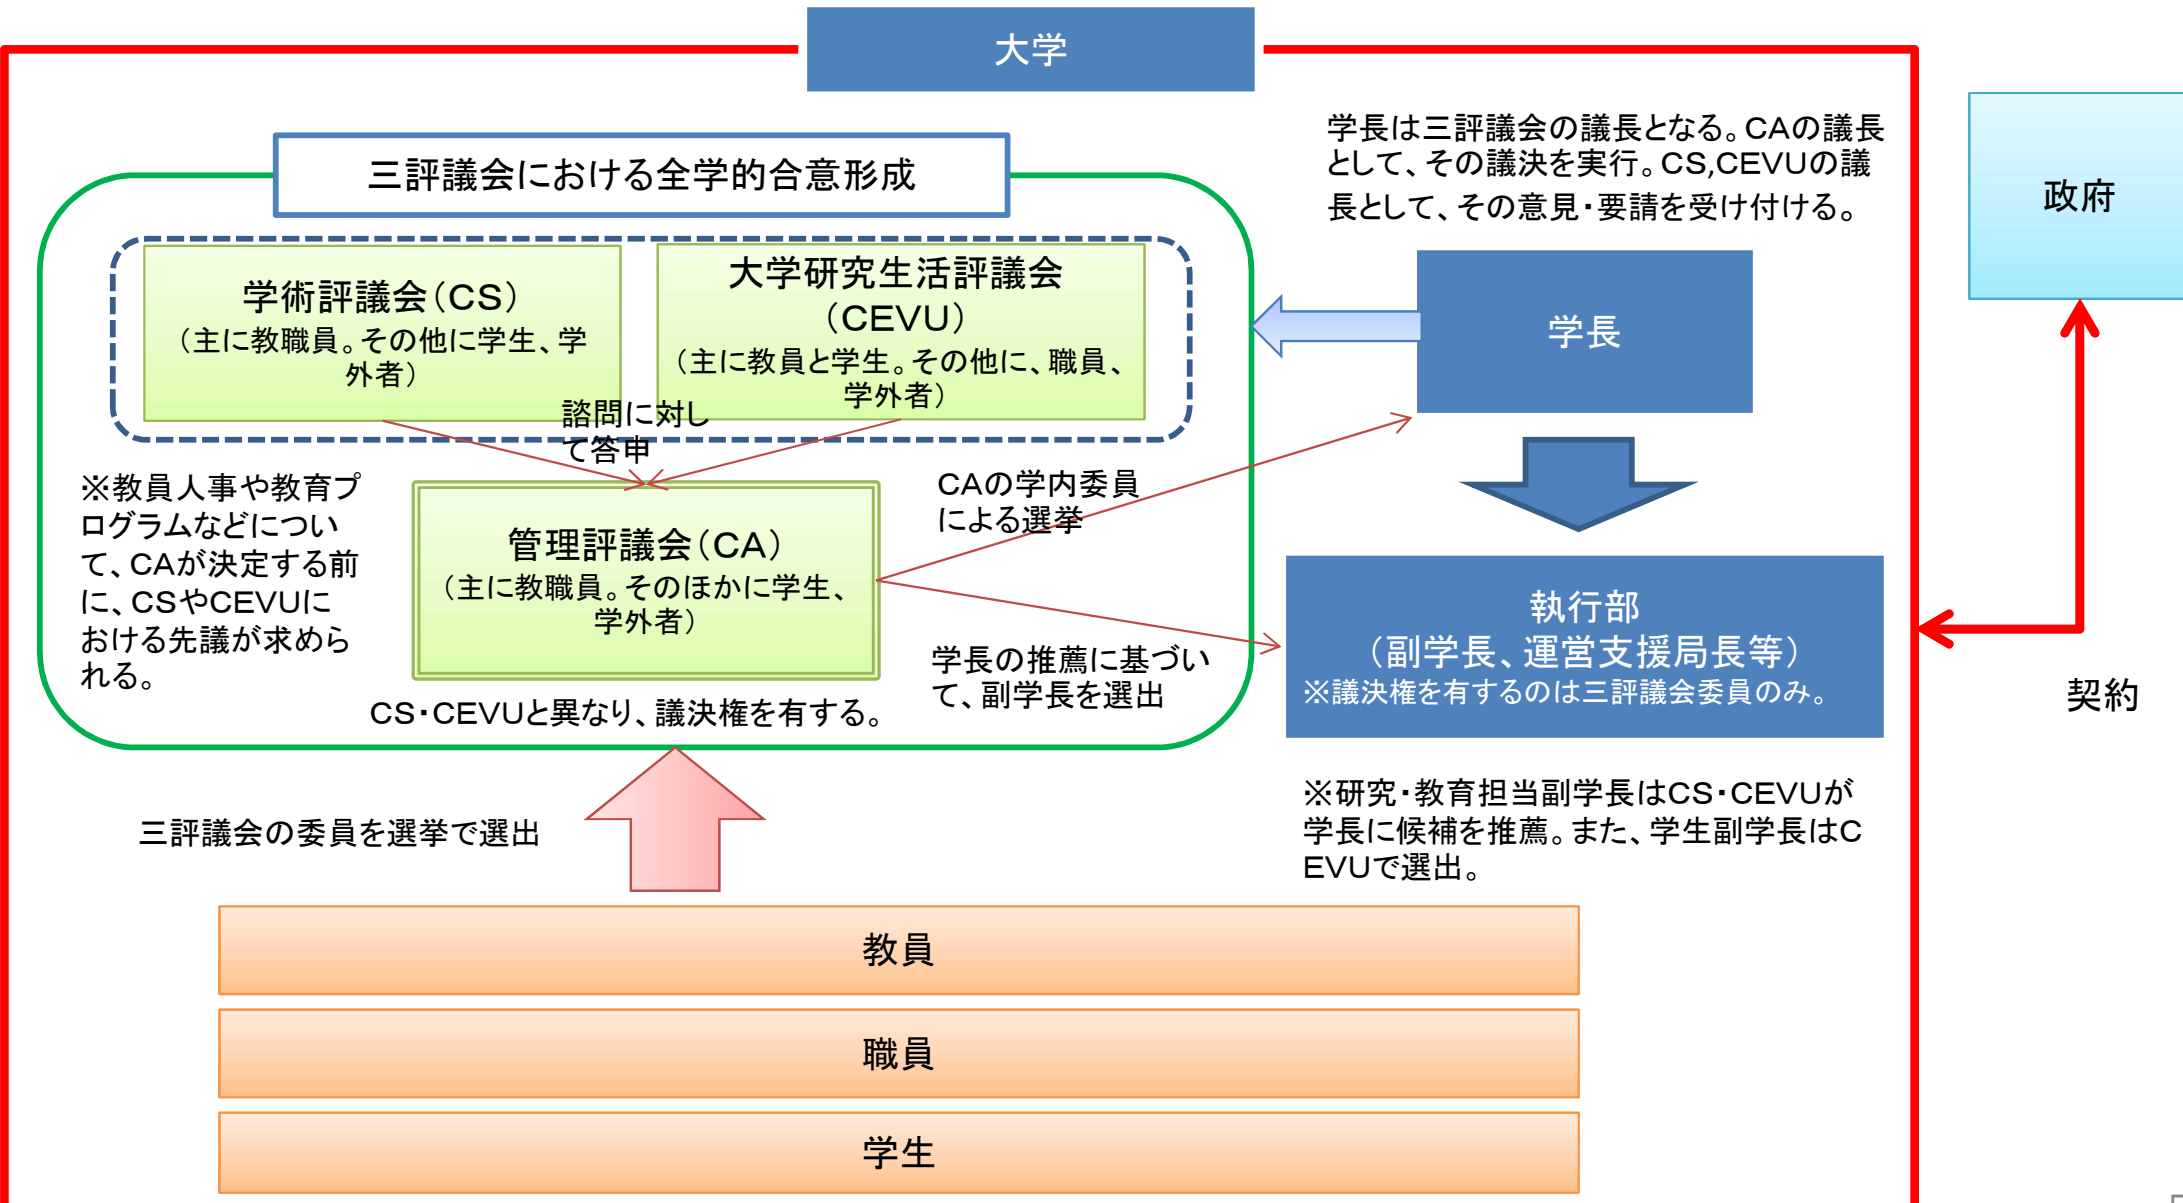 大学
三評議会における全学的合意形成
学術評議会（CS）
（主に教職員。その他に学生、学
外者）
大学研究生活評議会
（CEVU）
（主に教員と学生。その他に、職員、
学外者）
諮問に対し
て答申
※教員人事や教育プ
ログラムなどについ
て、CAが決定する前
に、CSやCEVUに
おける先議が求めら
れる。
管理評議会（CA）
（主に教職員。そのほかに学生、
学外者）
CS・CEVUと異なり、議決権を有する。
CAの学内委員
による選挙
学長の推薦に基づい
て、副学長を選出
学長は三評議会の議長となる。CAの議長
として、その議決を実行。CS,CEVUの議
長として、その意見・要請を受け付ける。
学長
執行部
（副学長、運営支援局長等）
※議決権を有するのは三評議会委員のみ。
※研究・教育担当副学長はCS・CEVUが
学長に候補を推薦。また、学生副学長はC
EVUで選出。
政府
契約
三評議会の委員を選挙で選出
教員
職員
学生